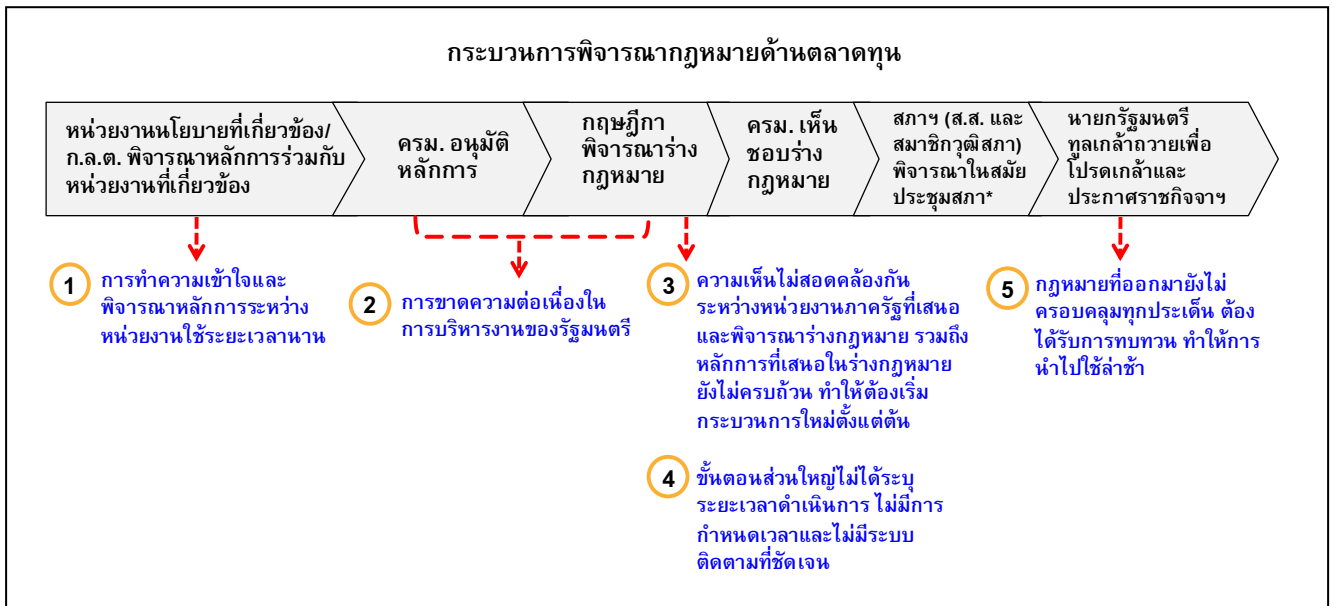 กระบวนการพิจารณากฎหมายด้านตลาดทุน
หน่วยงานนโยบายที่เกี่ยวข้อง/
ก.ล.ต. พิจารณาหลักการร่วมกับ
หน่วยงานที่เกี่ยวข้อง
ครม. อนุมัติ
หลักการ
กฤษฎีกา
พิจารณาร่าง
กฎหมาย
ครม. เห็น
ชอบร่าง
กฎหมาย
สภาฯ (ส.ส. และ
สมาชิกวุฒิสภา)
พิจารณาในสมัย
ประชุมสภา*
นายกรัฐมนตรี
ทูลเกล้าถวายเพื่อ
โปรดเกล้าและ
ประกาศราชกิจจาฯ
1
การทำความเข้าใจและ
พิจารณาหลักการระหว่าง
หน่วยงานใช้ระยะเวลานาน
2
การขาดความต่อเนื่องใน
การบริหารงานของรัฐมนตรี
3
ความเห็นไม่สอดคล้องกัน
ระหว่างหน่วยงานภาครัฐที่เสนอ
และพิจารณาร่างกฎหมาย รวมถึง
หลักการที่เสนอในร่างกฎหมาย
ยังไม่ครบถ้วน ทำให้ต้องเริ่ม
กระบวนการใหม่ตั้งแต่ต้น
4
ขั้นตอนส่วนใหญ่ไม่ได้ระบุ
ระยะเวลาดำเนินการ ไม่มีการ
กำหนดเวลาและไม่มีระบบ
ติดตามที่ชัดเจน
5
กฎหมายที่ออกมายังไม่
ครอบคลุมทุกประเด็น ต้อง
ได้รับการทบทวน ทำให้การ
นำไปใช้ล่าช้า